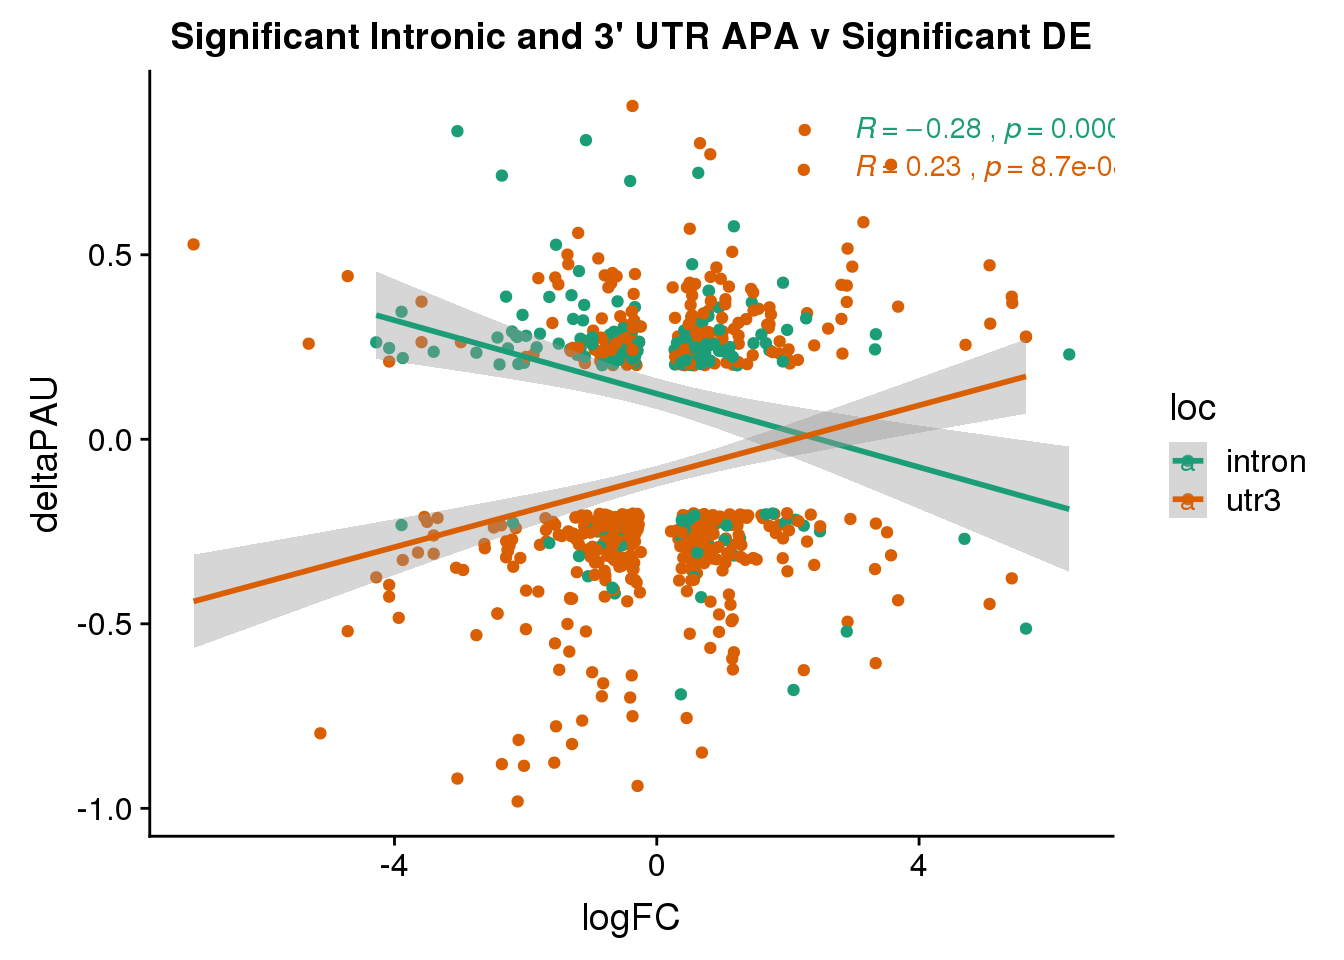 Significant Intronic and 3' UTR APA v Significant DE
R = −0.28 , p = 0.000
R = 0.23 , p = 8.7e-0
deltaPAU
0.5
0.0
-0.5
-1.0
-4 0 4
logFC
loc
a intron
a utr3